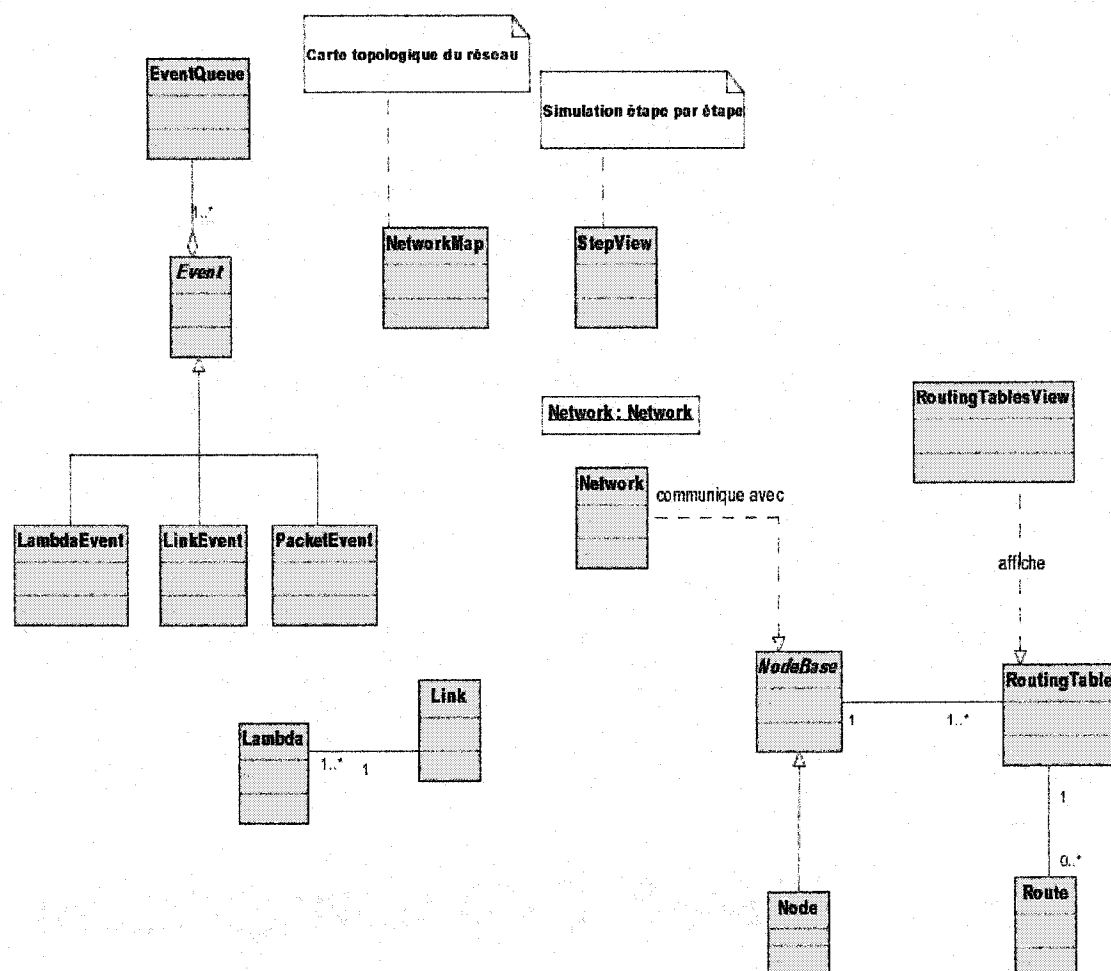 Carte topologique du réseau
EventQueue
Simulation étape par étape
1..*
NetworkMap
StepView
Event
Network : Network
RoutingTablesView
Network
communique avec
LambdaEvent
LinkEvent
PacketEvent
affiche
NodeBase
RoutingTable
Link
1
1..*
Lambda
1..*
1
1
0..*
Node
Route